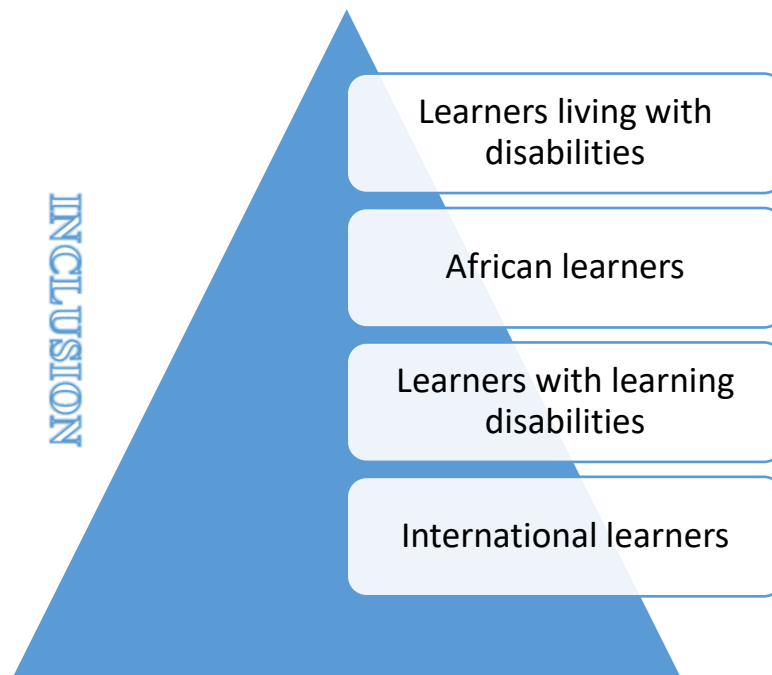 INCLUSION
Learners living with
disabilities
African learners
Learners with learning
disabilities
International learners